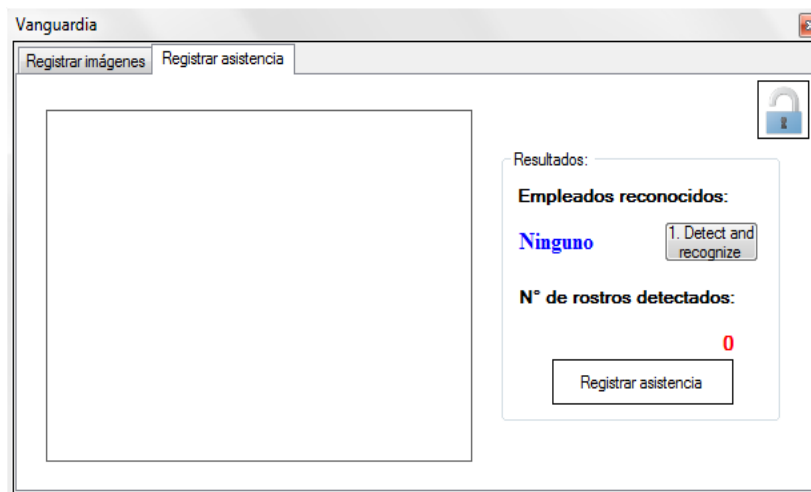 Vanguardia
Registrar imágenes
Registrar asistencia
Resultados:
Empleados reconocidos:
Ninguno
1. Detect and
recognize
N° de rostros detectados:
0
Registrar asistencia